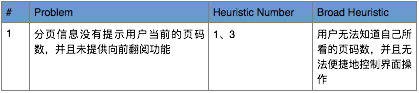 # Problem Heuristic Number Broad Heuristic
1 分页信息没有提示用户当前的页码 1、3 用户无法知道自己所
数，并且未提供向前翻阅功能 看的页码数，并且无
法便捷地控制界面操
作